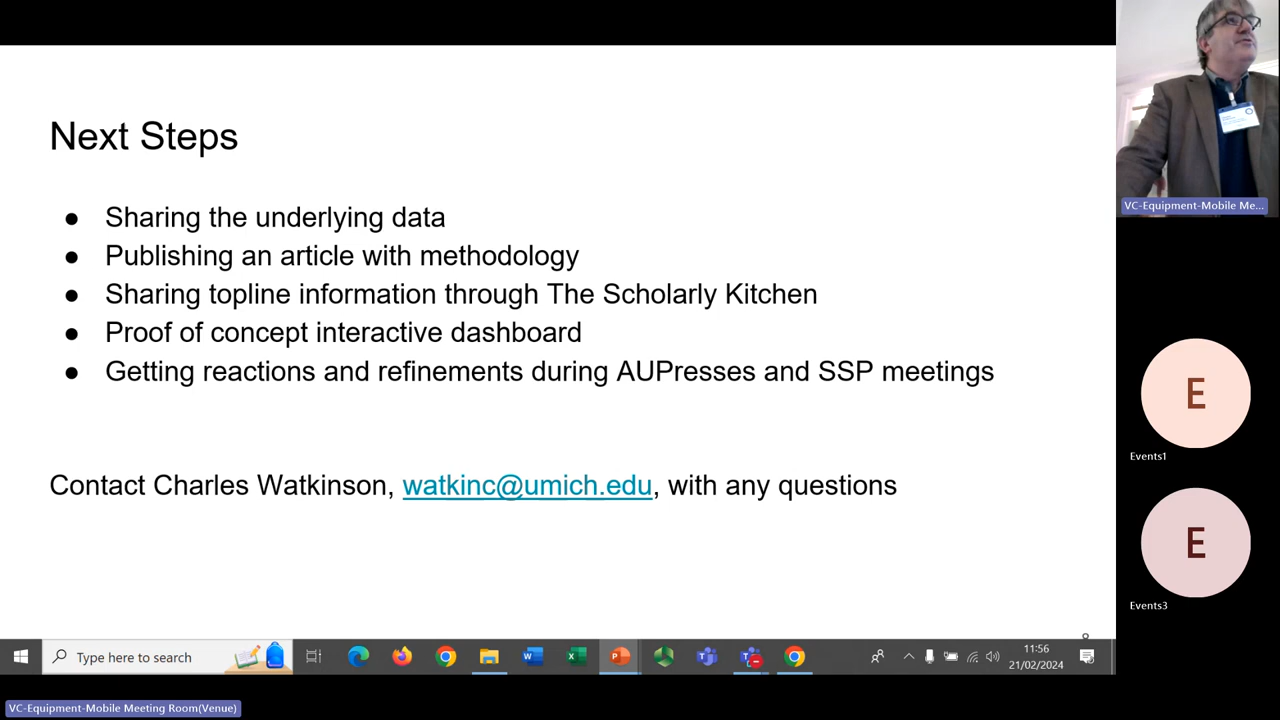 Next Steps
● Sharing the underlying data
● Publishing an article with methodology
● Sharing topline information through The Scholarly Kitchen
● Proof of concept interactive dashboard
● Getting reactions and refinements during AUPresses and SSP meetings
Contact Charles Watkinson, watkinc@umich.edu, with any questions
VC-Equipment-Mobile Me...
E
Events1
E
Events3
Type here to search
11:56
21/02/2024
VC-Equipment-Mobile Meeting Room(Venue)